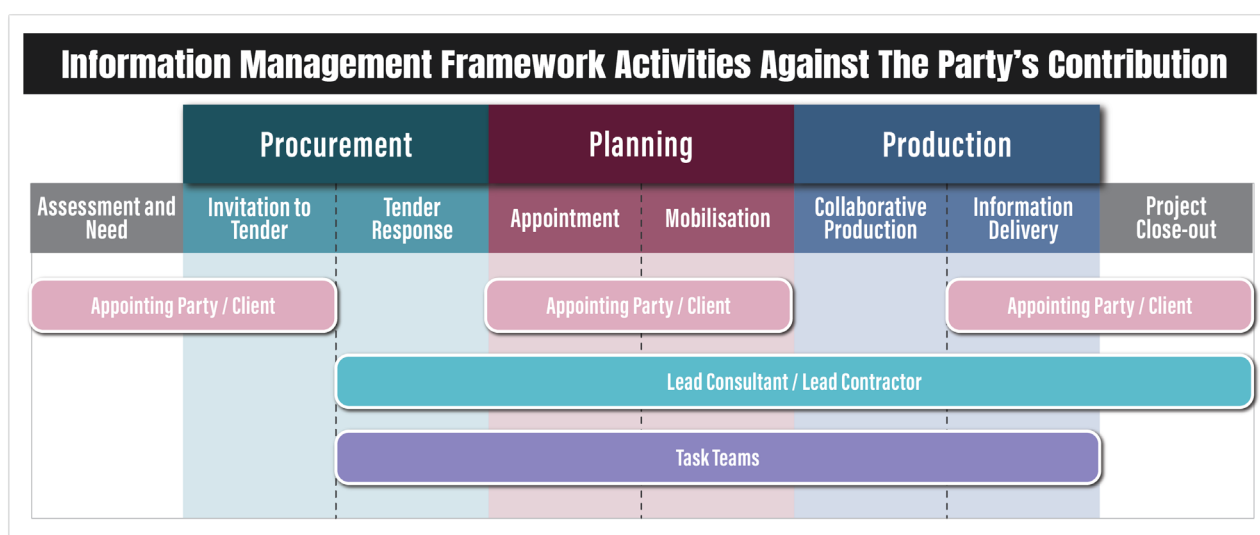 Information Management Framework Activities Against The Party's Contribution
Procurement
Planning
Production
Assessment and
Need
Invitation to
Tender
Tender
Response
Appointment
Mobilisation
Collaborative
Production
Information
Delivery
Project
Close-out
Appointing Party / Client
Appointing Party / Client
Appointing Party / Client
Lead Consultant / Lead Contractor
Task Teams